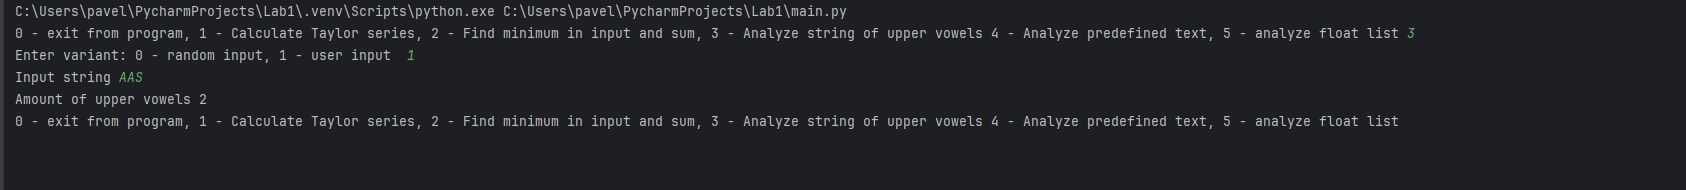 C:\Users\pavel\PycharmProjects\Lab1\.venv\Scripts\python.exe C:\Users\pavel\PycharmProjects\Lab1\main.py
0 - exit from program, 1 - Calculate Taylor series, 2 - Find minimum in input and sum, 3 - Analyze string of upper vowels 4 - Analyze predefined text, 5 - analyze float list 3
Enter variant: 0 - random input, 1 - user input  1
Input string AAS
Amount of upper vowels 2
0 - exit from program, 1 - Calculate Taylor series, 2 - Find minimum in input and sum, 3 - Analyze string of upper vowels 4 - Analyze predefined text, 5 - analyze float list